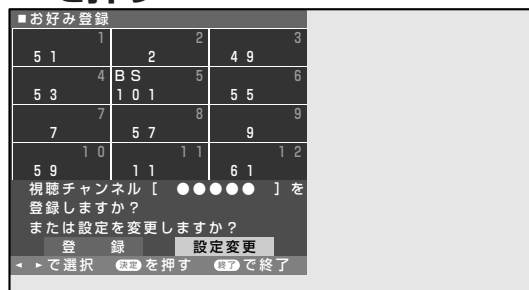 ■お好み登録
1 2 3
51 2 49
4 BS 5 6
53 101 55
7 8 9
7 57 9
10 11 12
59 11 61
視聴チャンネル［ ●●●●● ］を
登録しますか？
または設定を変更しますか？
登 録 設定変更
◂ ▸で選択 決定を押す 終了で終了